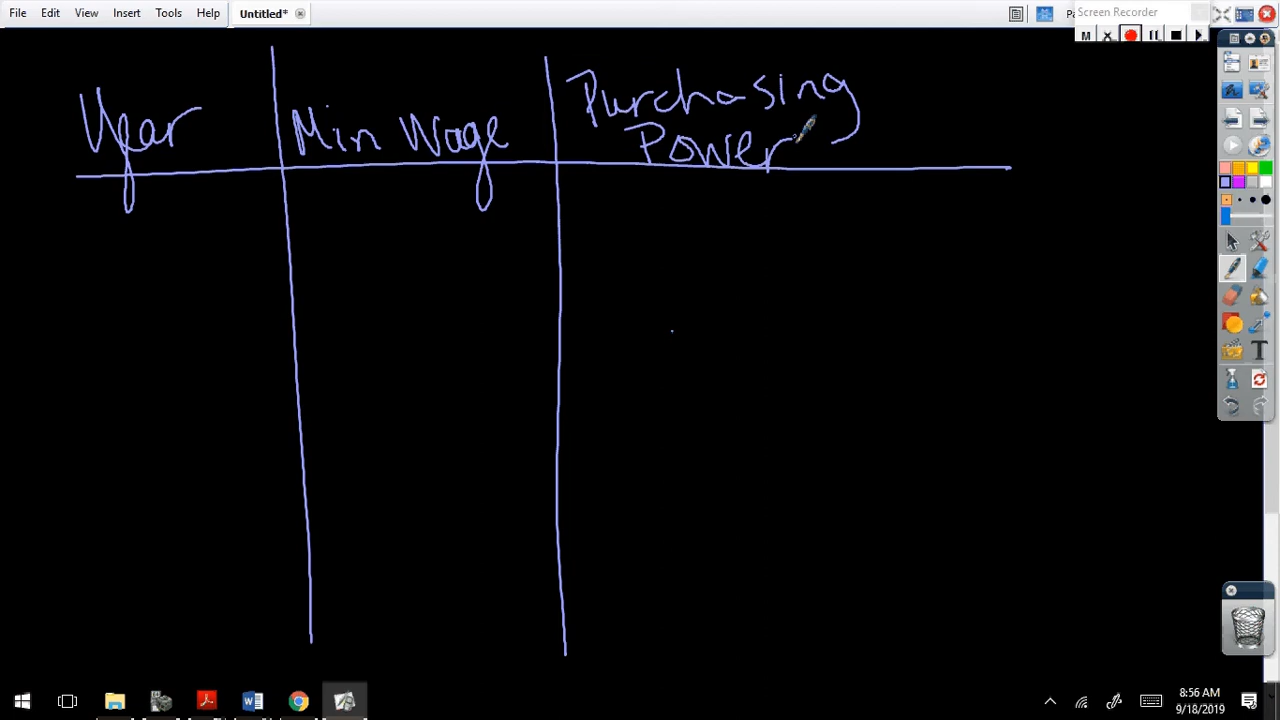 File Edit View Insert Tools Help Untitled*
Screen Recorder
M
Year Min Wage Purchasing
Power
T
8:56 AM
9/18/2019